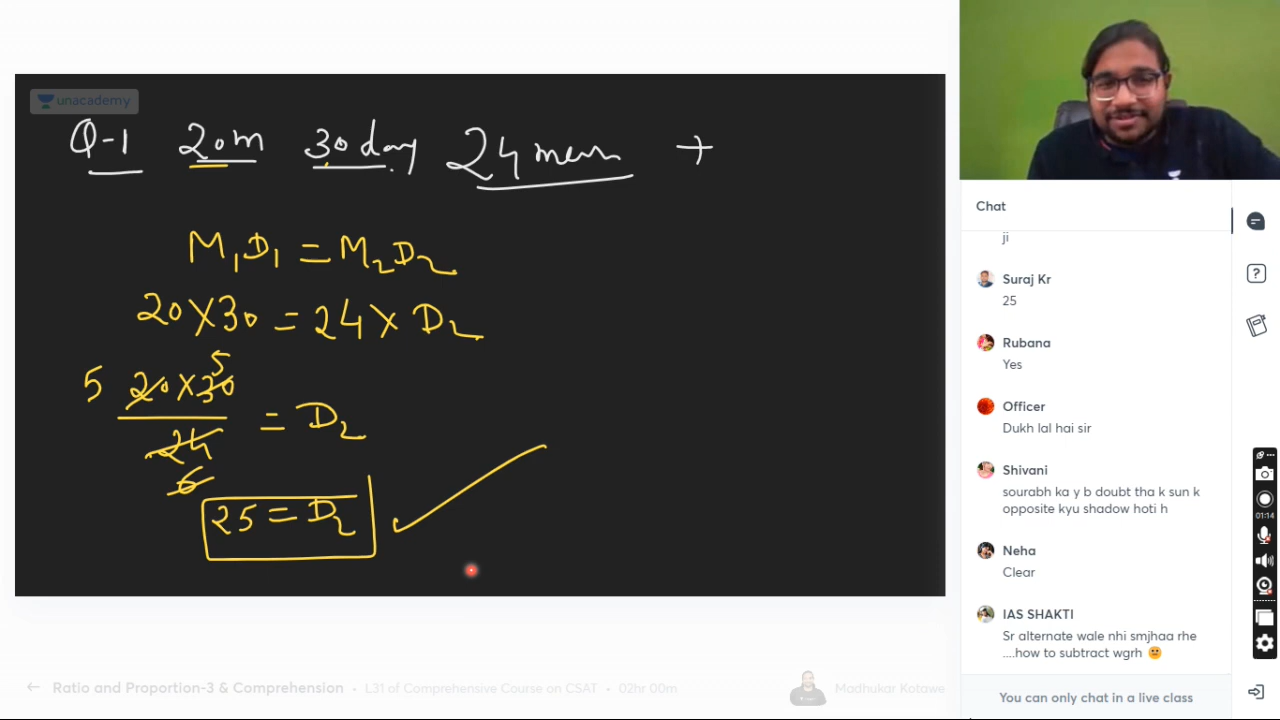 unacademy
Q-1 20m 30 day 24 men +
M₁D₁ = M₂D₂
20 X 30 = 24 X D₂
5 20 X 30 5
24 = D₂
6
25 = D₂
Chat
ji
Suraj Kr
25
Rubana
Yes
Officer
Dukh lal hai sir
Shivani
sourabh ka y b doubt tha k sun k
opposite kyu shadow hoti h
Neha
Clear
IAS SHAKTI
Sr alternate wale nhi smjhaa rhe
....how to subtract wgrh
You can only chat in a live class
01:14
Ratio and Proportion-3 & Comprehension • L31 of Comprehensive Course on CSAT • 02hr 00m
Madhukar Kotawe